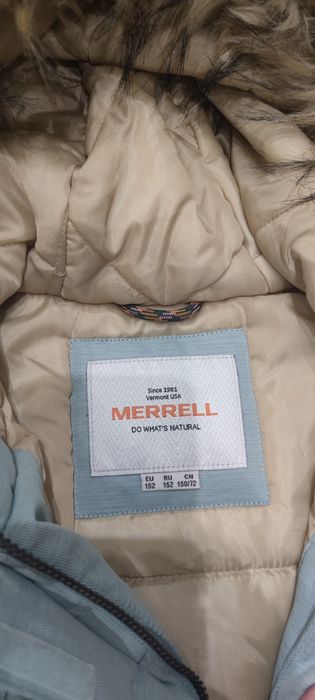 Since 1981
Vermont USA
MERRELL
DO WHAT'S NATURAL
EU RU CN
152 152 150/72